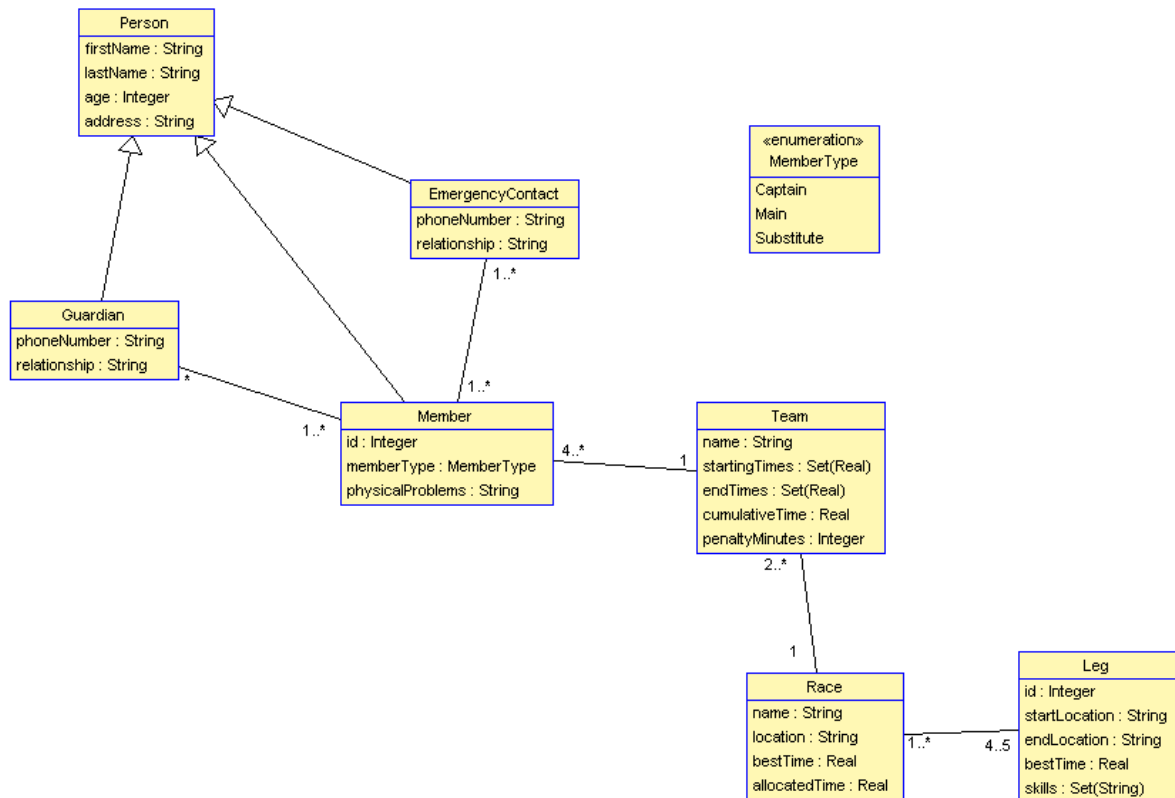 Person
firstName : String
lastName : String
age : Integer
address : String
«enumeration»
MemberType
Captain
Main
Substitute
EmergencyContact
phoneNumber : String
relationship : String
1..*
Guardian
phoneNumber : String
relationship : String
*
1..*
1..*
Member
id : Integer
memberType : MemberType
physicalProblems : String
4..*
1
Team
name : String
startingTimes : Set(Real)
endTimes : Set(Real)
cumulativeTime : Real
penaltyMinutes : Integer
2..*
1
Race
name : String
location : String
bestTime : Real
allocatedTime : Real
1..*
4..5
Leg
id : Integer
startLocation : String
endLocation : String
bestTime : Real
skills : Set(String)